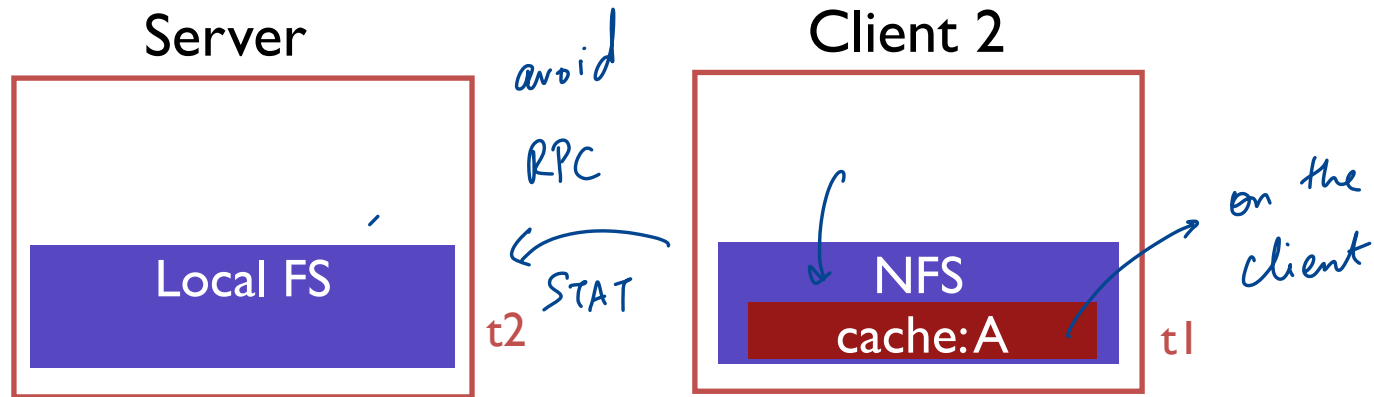 Server
Client 2
avoid
RPC
STAT
on the
client
Local FS
t2
NFS
cache: A
t1